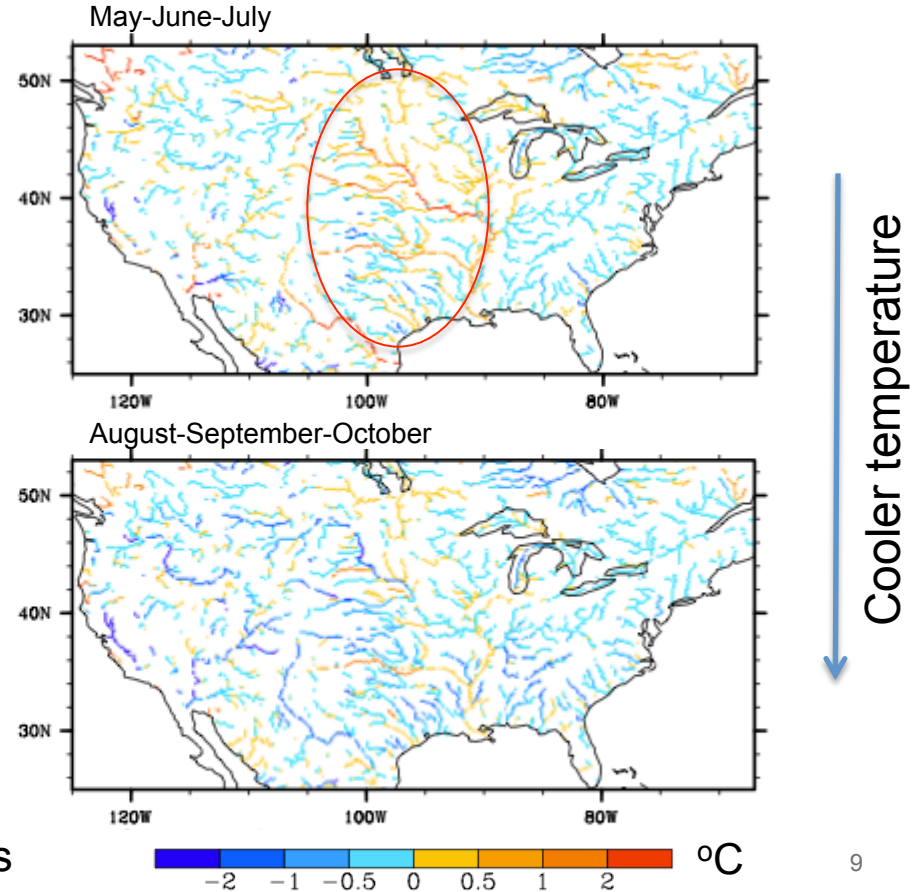 May-June-July
50N
40N
30N
120W 100W 80W
Cooler temperature
August-September-October
50N
40N
30N
120W 100W 80W
s
-2 -1 -0.5 0 0.5 1 2
ºC
9